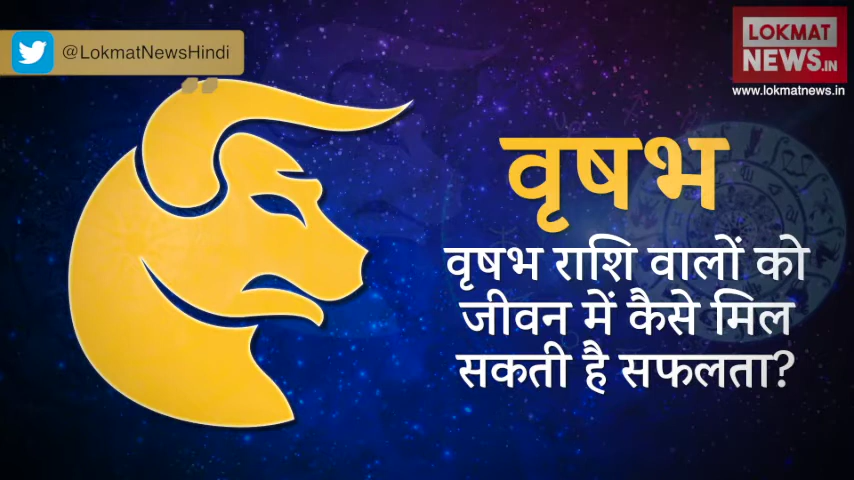 @LokmatNewsHindi
LOKMAT
NEWS.IN
www.lokmatnews.in
वृषभ
वृषभ राशि वालों को
जीवन में कैसे मिल
सकती है सफलता?